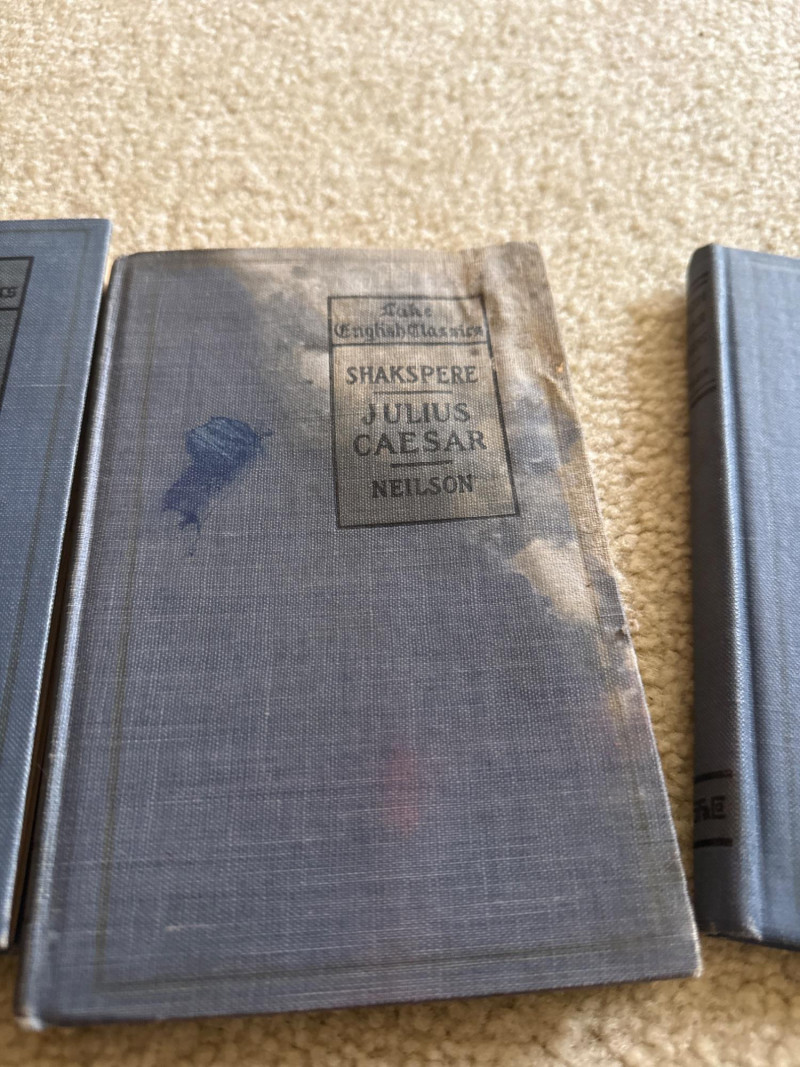 Lake
English Classics
SHAKSPERE
JULIUS
CAESAR
NEILSON